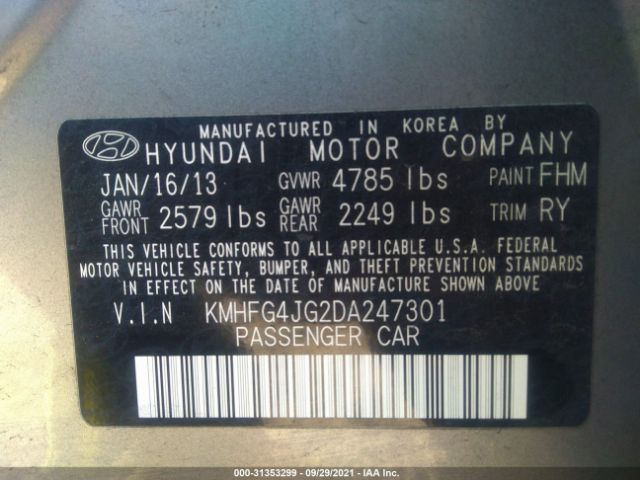 MANUFACTURED IN KOREA BY
HYUNDAI MOTOR COMPANY
JAN/16/13 GVWR 4785 lbs PAINT FHM
GAWR FRONT 2579 lbs GAWR REAR 2249 lbs TRIM RY
THIS VEHICLE CONFORMS TO ALL APPLICABLE U.S.A. FEDERAL
MOTOR VEHICLE SAFETY, BUMPER, AND THEFT PREVENTION
STANDARDS IN EFFECT ON THE DATE OF MANUFACTURE SHOWN ABOVE.
V.I.N KMHFG4JG2DA247301
PASSENGER CAR
000-31353299 - 09/29/2021 - IAA Inc.